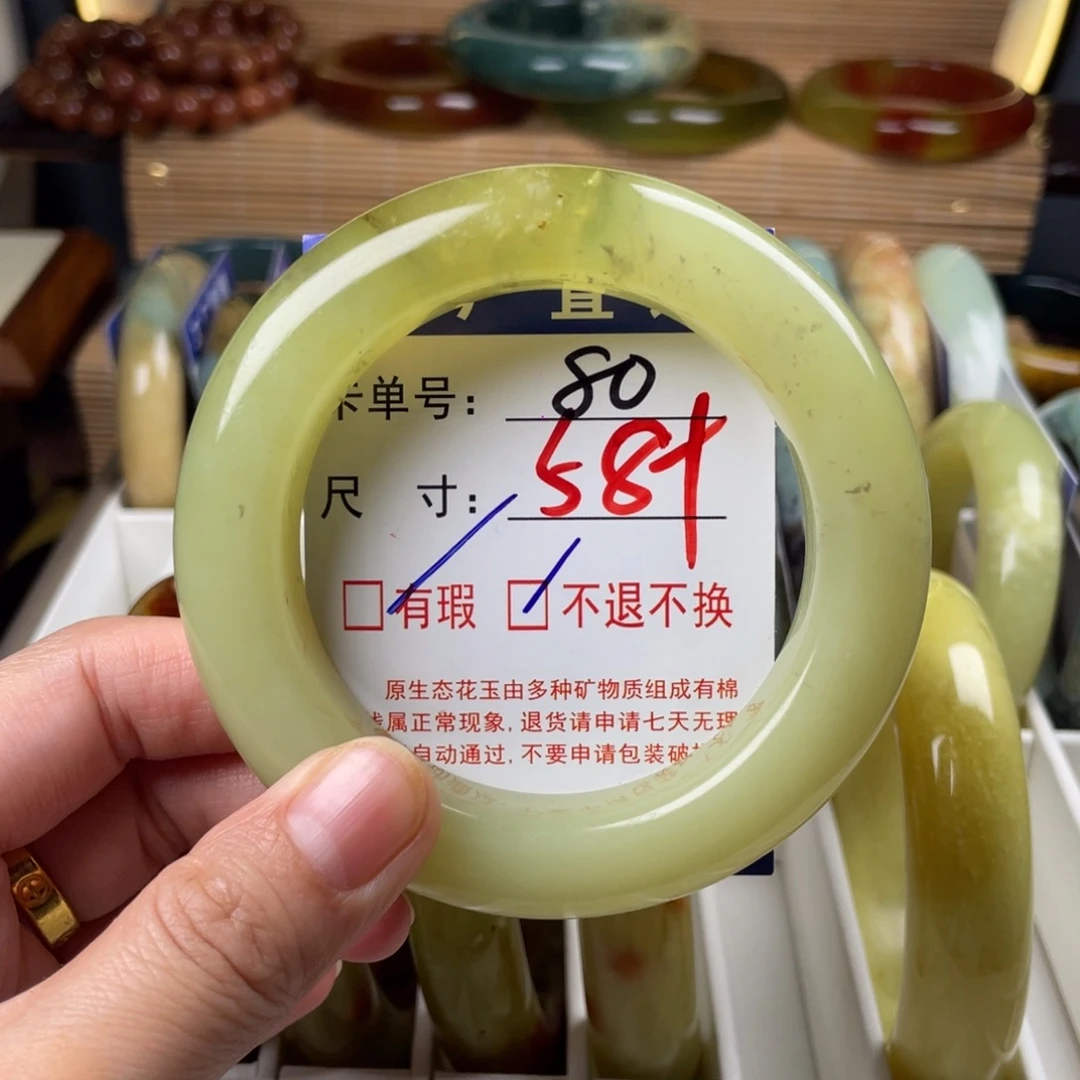 卡单号: 80
尺 寸: 58
有瑕 不退不换
原生态花玉由多种矿物质组成有棉
属正常现象,退货请申请七天无理
自动通过,不要申请包装破